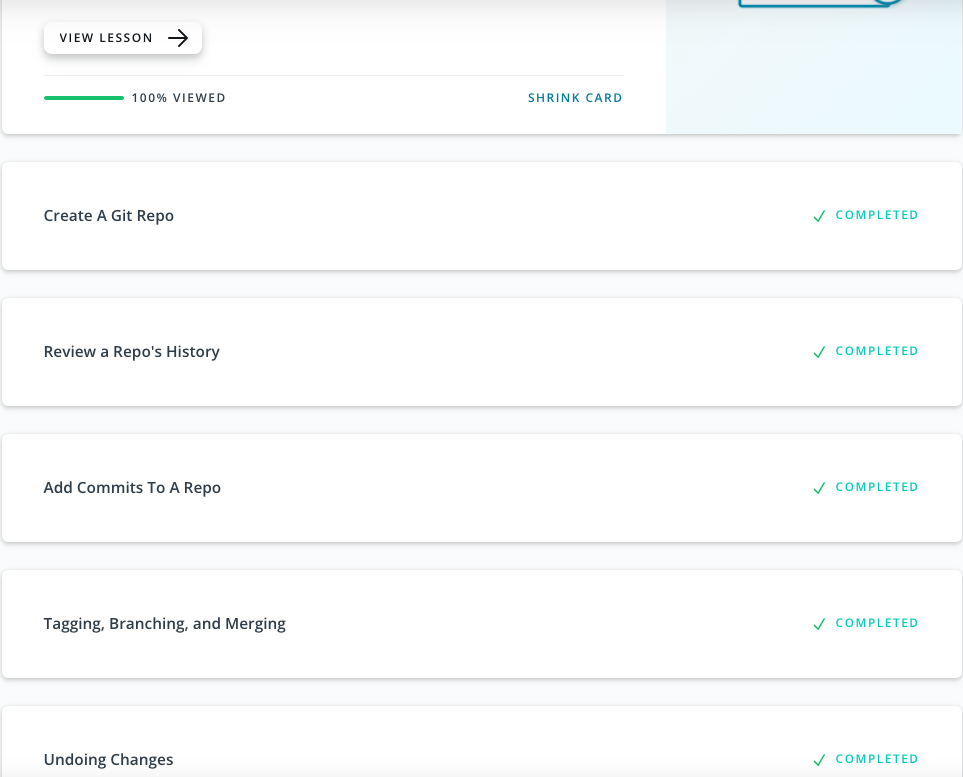 VIEW LESSON
100% VIEWED SHRINK CARD
Create A Git Repo COMPLETED
Review a Repo's History COMPLETED
Add Commits To A Repo COMPLETED
Tagging, Branching, and Merging COMPLETED
Undoing Changes COMPLETED